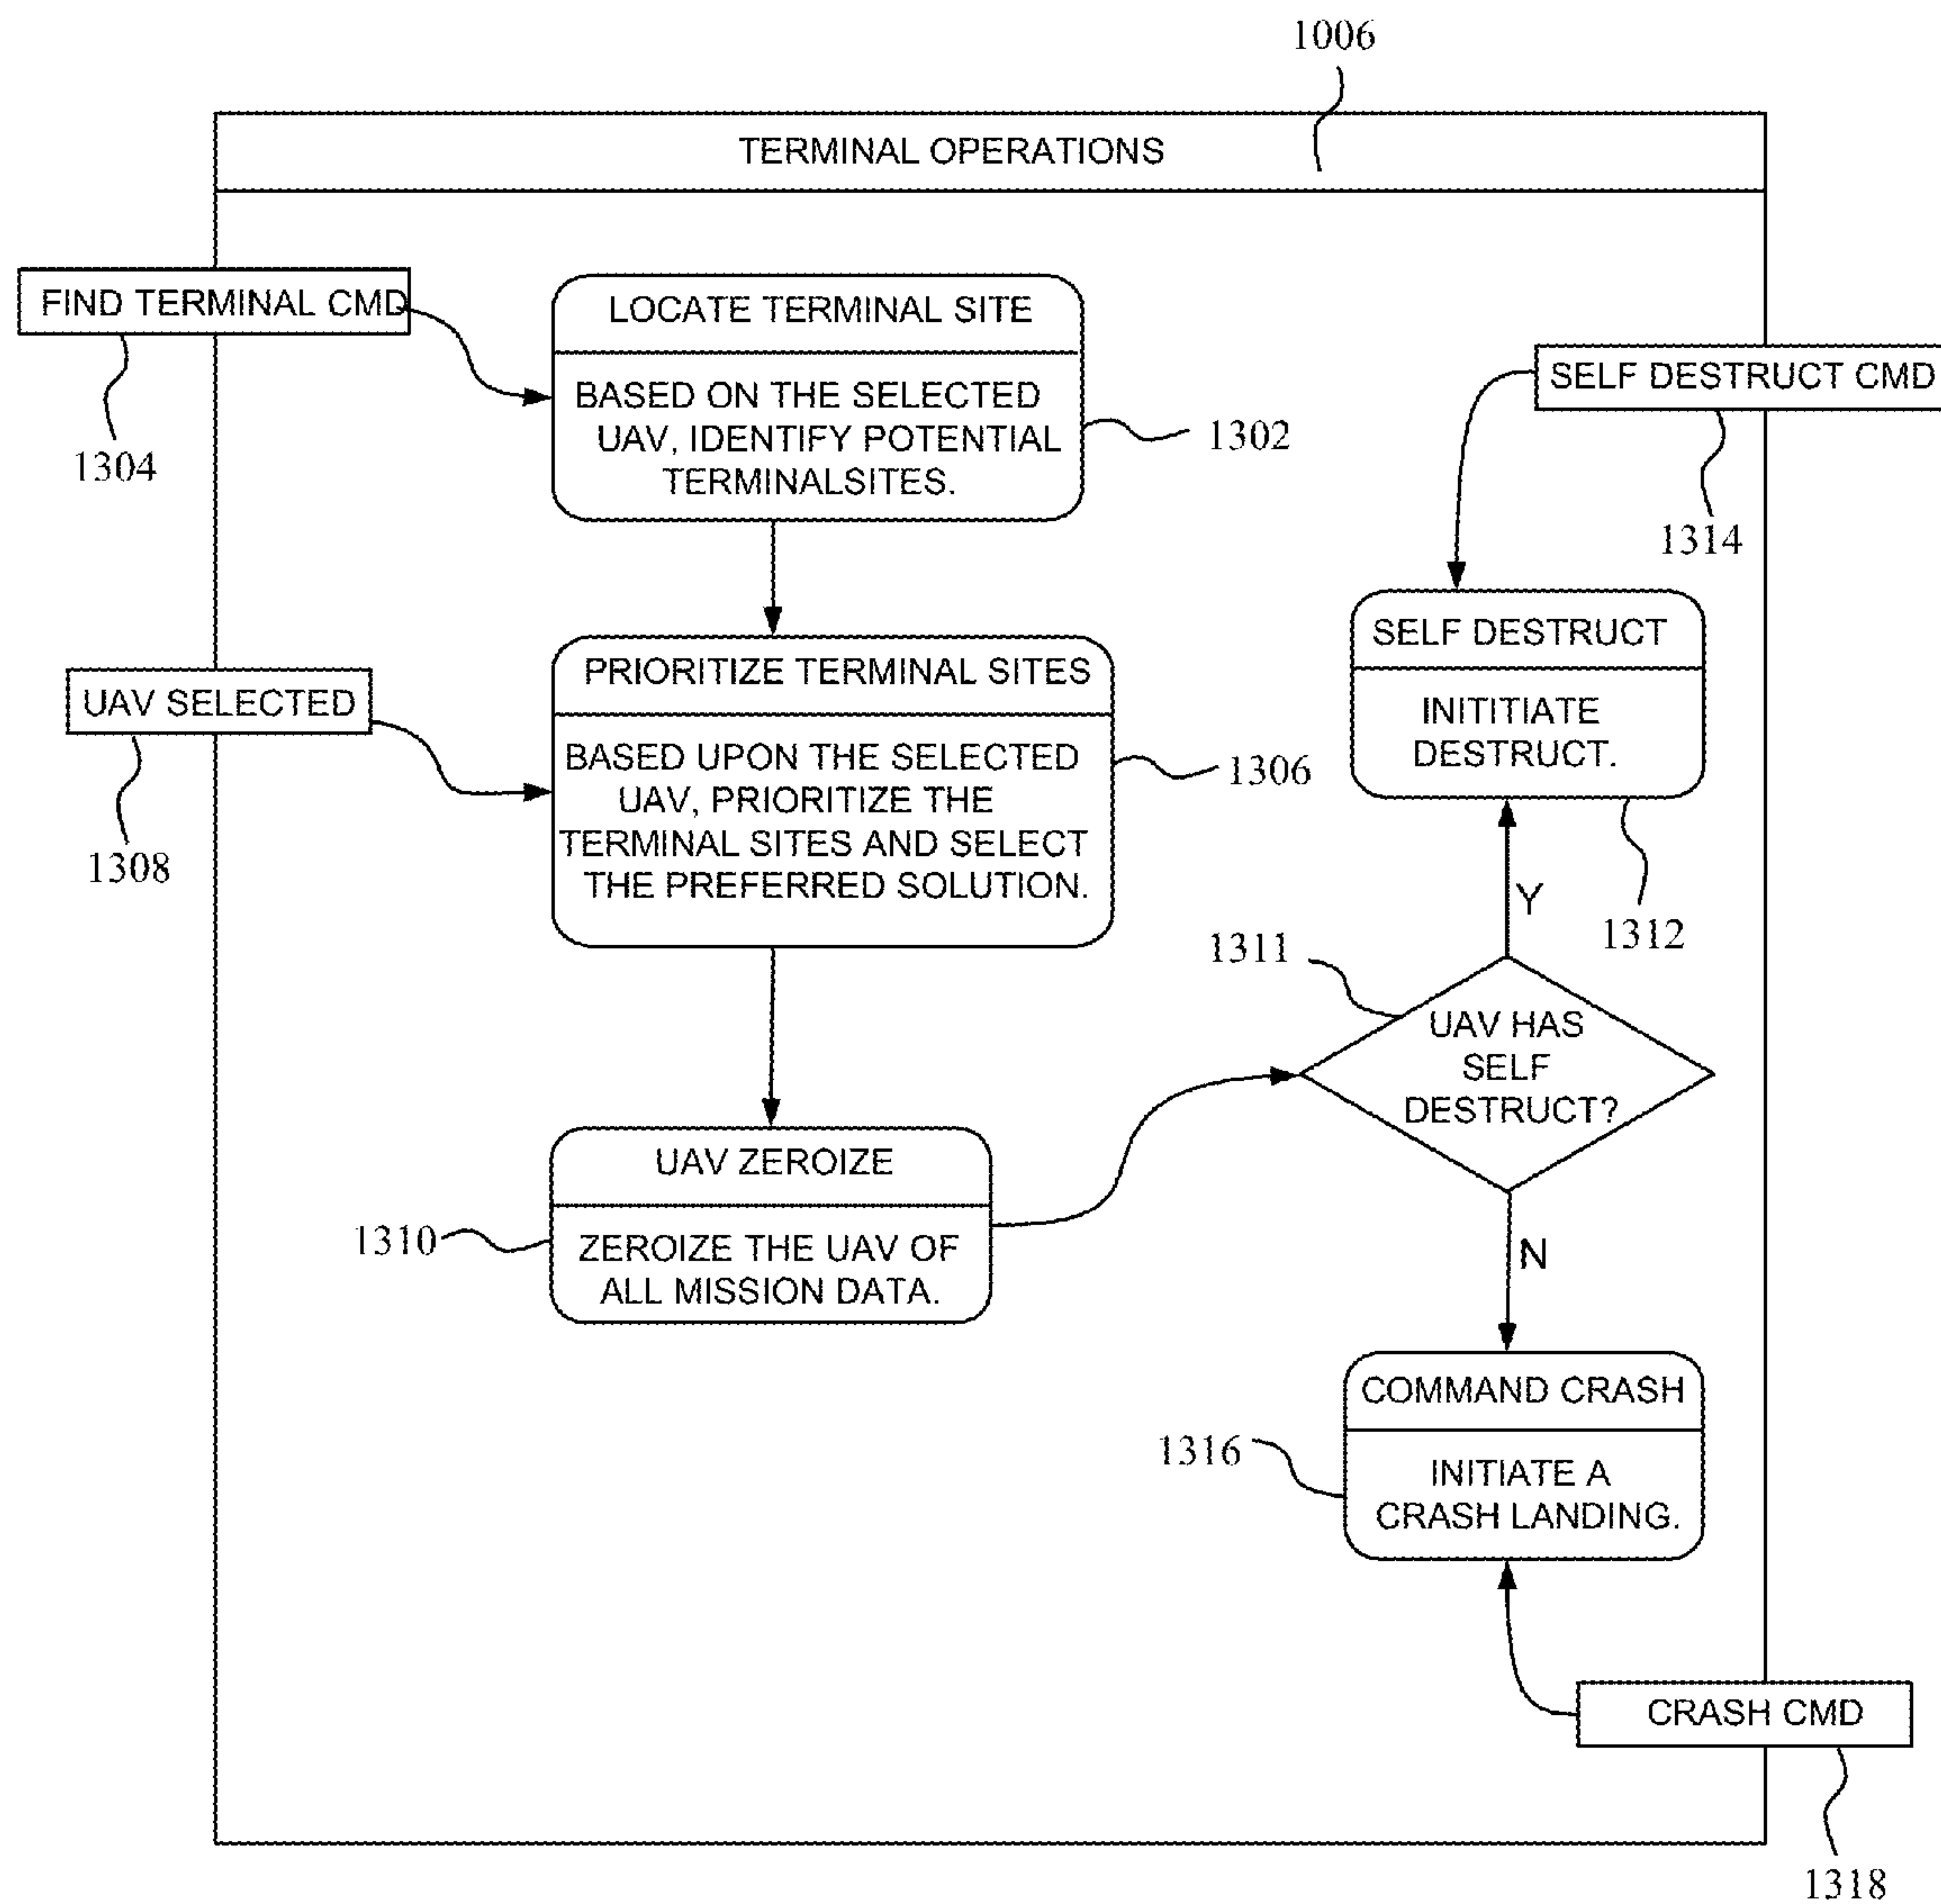 1006
TERMINAL OPERATIONS
FIND TERMINAL CMD
1304
LOCATE TERMINAL SITE
BASED ON THE SELECTED
UAV, IDENTIFY POTENTIAL
TERMINALSITES.
1302
SELF DESTRUCT CMD
1314
UAV SELECTED
1308
PRIORITIZE TERMINAL SITES
BASED UPON THE SELECTED
UAV, PRIORITIZE THE
TERMINAL SITES AND SELECT
THE PREFERRED SOLUTION.
1306
SELF DESTRUCT
INITITIATE
DESTRUCT.
1312
Y
1311
UAV HAS
SELF
DESTRUCT?
N
UAV ZEROIZE
ZEROIZE THE UAV OF
ALL MISSION DATA.
1310
COMMAND CRASH
INITIATE A
CRASH LANDING.
1316
CRASH CMD
1318